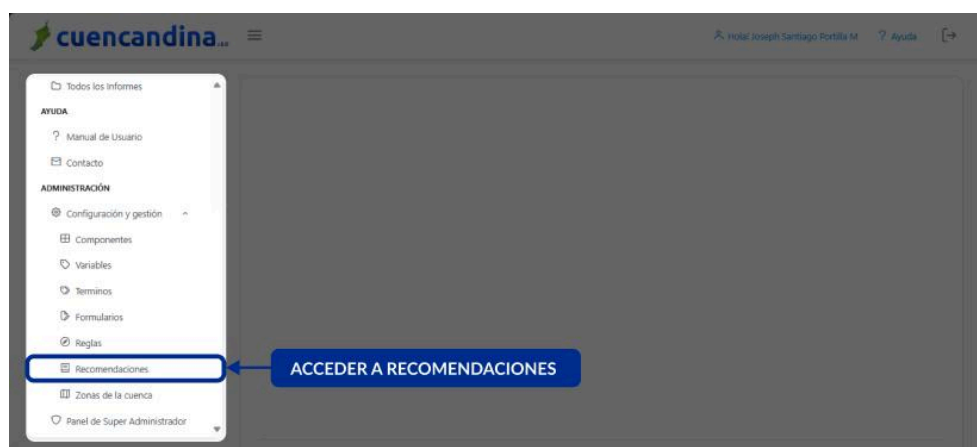 cuencandina
Hola! Joseph Santiago Portilla M
? Ayuda
Todos los Informes
AYUDA
? Manual de Usuario
Contacto
ADMINISTRACIÓN
Configuración y gestión
Componentes
Variables
Terminos
Formularios
Reglas
Recomendaciones
ACCEDER A RECOMENDACIONES
Zonas de la cuenca
Panel de Super Administrador